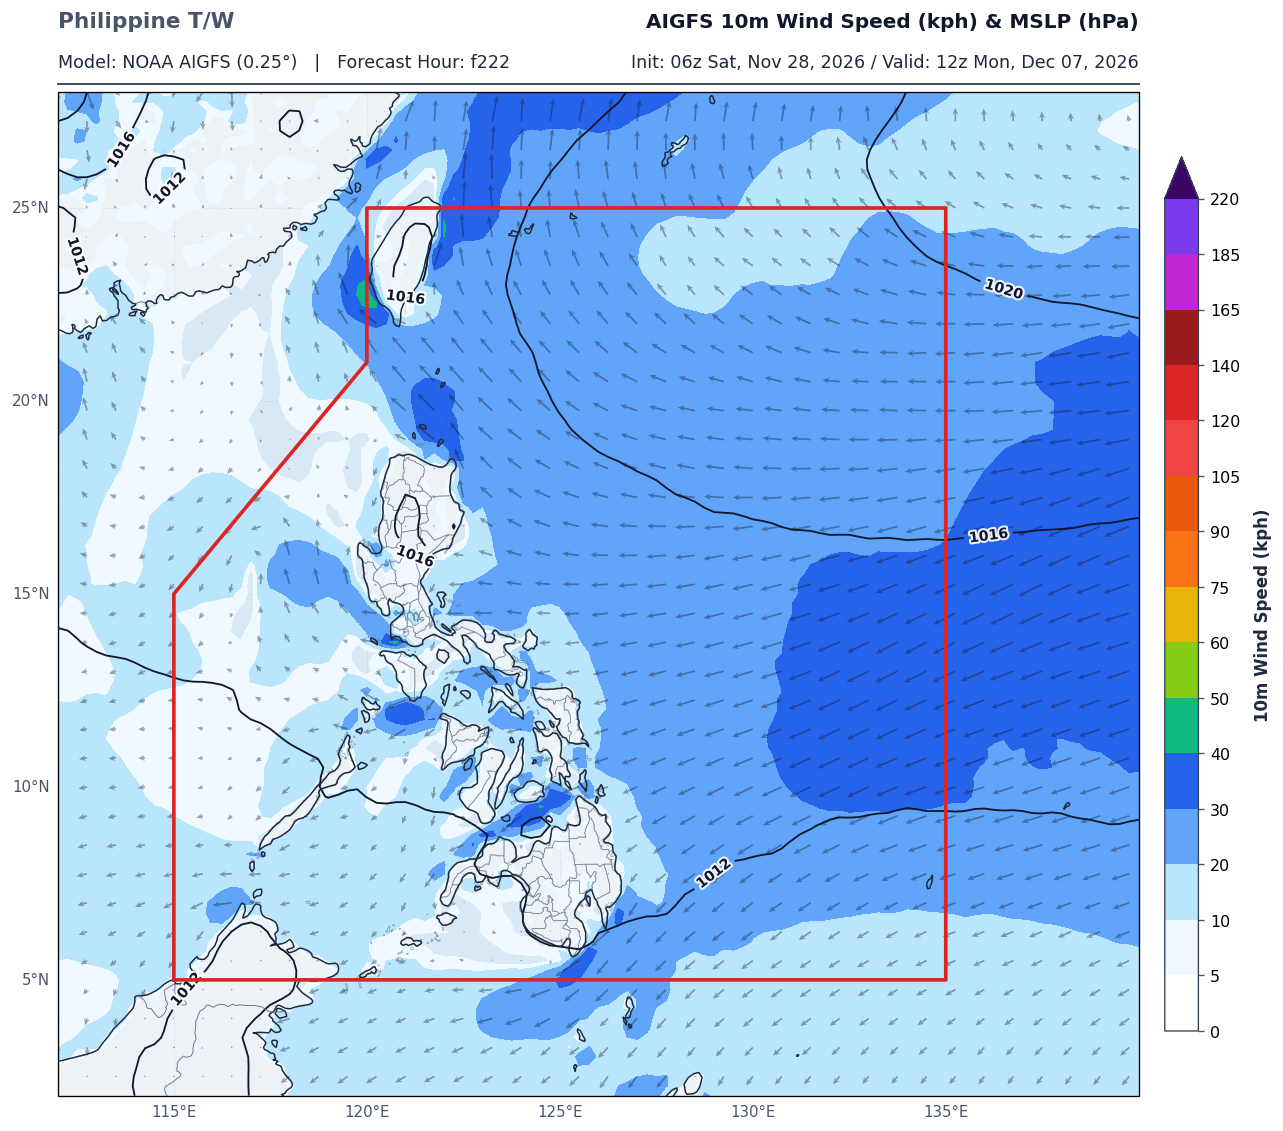 Philippine T/W
AIGFS 10m Wind Speed (kph) & MSLP (hPa)
Model: NOAA AIGFS (0.25°) | Forecast Hour: f222
Init: 06z Sat, Nov 28, 2026 / Valid: 12z Mon, Dec 07, 2026
1016
1012
1012
1016
1020
1016
1016
1012
1012
25°N
20°N
15°N
10°N
5°N
115°E
120°E
125°E
130°E
135°E
220
185
165
140
120
105
90
75
60
50
40
30
20
10
5
0
10m Wind Speed (kph)